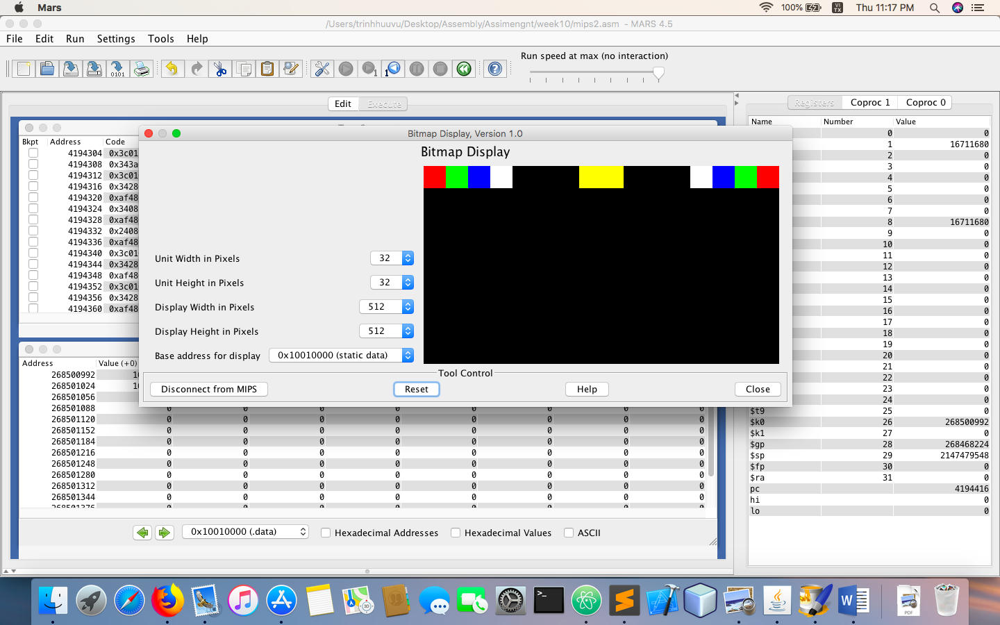 Mars 100% VI TX Thu 11:17 PM
/Users/trinhhuuvu/Desktop/Assembly/Assimengnt/week10/mips2.asm - MARS 4.5
File Edit Run Settings Tools Help
Run speed at max (no interaction)
Edit Execute
Registers Coproc 1 Coproc 0
Bitmap Display, Version 1.0
Bitmap Display
Unit Width in Pixels 32
Unit Height in Pixels 32
Display Width in Pixels 512
Display Height in Pixels 512
Base address for display 0x10010000 (static data)
Tool Control
Disconnect from MIPS Reset Help Close
Bkpt Address Code
4194304 0x3c01
4194308 0x343a
4194312 0x3c01
4194316 0x3428
4194320 0xaf48
4194324 0x3408
4194328 0xaf48
4194332 0x2408
4194336 0xaf48
4194340 0x3c01
4194344 0x3428
4194348 0xaf48
4194352 0x3c01
4194356 0x3428
4194360 0xaf48
Address Value (+0)
268500992
268501024
268501056
268501088 0 0 0 0 0 0 0 0
268501120 0 0 0 0 0 0 0 0
268501152 0 0 0 0 0 0 0 0
268501184 0 0 0 0 0 0 0 0
268501216 0 0 0 0 0 0 0 0
268501248 0 0 0 0 0 0 0 0
268501280 0 0 0 0 0 0 0 0
268501312 0 0 0 0 0 0 0 0
268501344 0 0 0 0 0 0 0 0
0x10010000 (.data) Hexadecimal Addresses Hexadecimal Values ASCII
Name Number Value
0 0
1 16711680
2 0
3 0
4 0
5 0
6 0
7 0
8 16711680
9 0
10 0
11 0
12 0
13 0
14 0
15 0
16 0
17 0
18 0
19 0
20 0
21 0
22 0
23 0
24 0
$t9 25 0
$k0 26 268500992
$k1 27 0
$gp 28 268468224
$sp 29 2147479548
$fp 30 0
$ra 31 0
pc 4194416
hi 0
lo 0
PDF